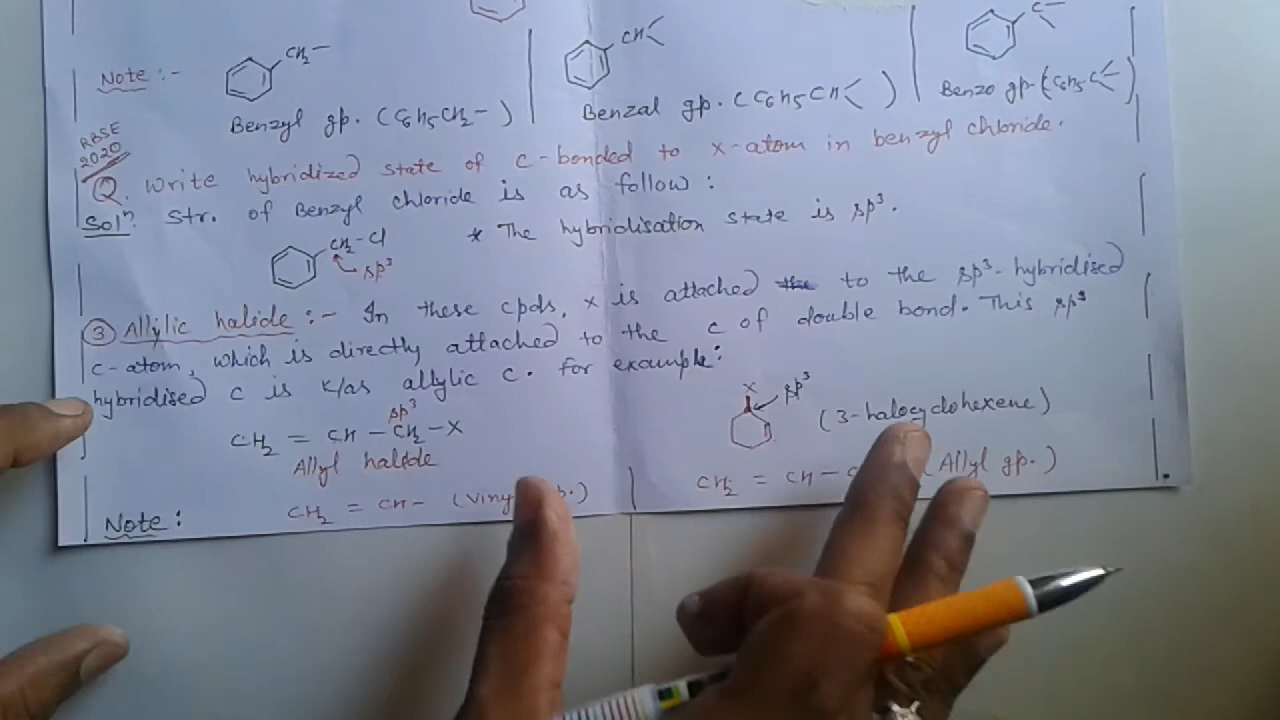 Note :-
CH2—
Benzyl gp. (C6H5CH2-)
CH<
Benzal gp. (C6H5CH< )
C
Benzo gp. (C6H5C )
RBSE 2020
Q. Write hybridized state of C-bonded to X-atom in benzyl chloride.
Solⁿ. Str. of Benzyl chloride is as follow :
CH2-Cl
sp³
* The hybridisation state is sp³.
③ Allylic halide :- In these cpds, X is attached to the sp³-hybridised
C-atom, which is directly attached to the C of double bond. This sp³
hybridised C is k/as allylic C. for example :
sp³
CH2 = CH - CH2 - X
Allyl halide
X
sp³
(3-halocyclohexene)
Note :
CH2 = CH- (Viny
CH2 = CH - C (Allyl gp.)